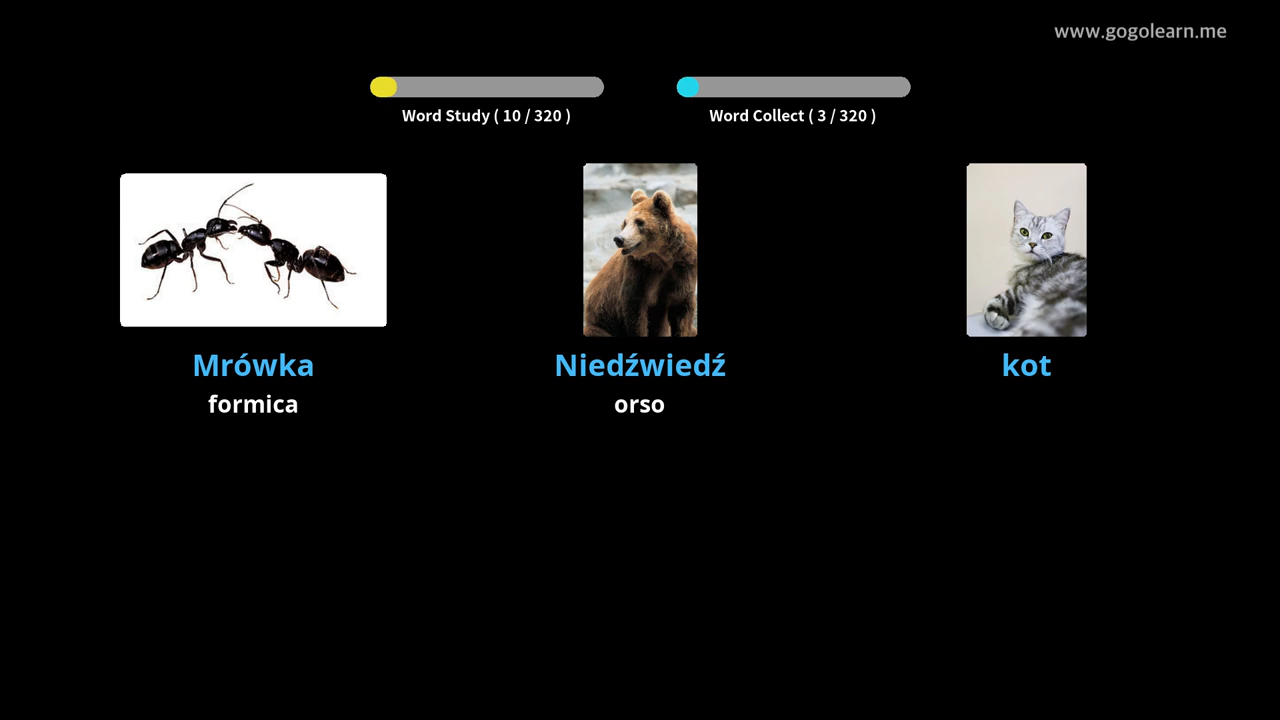 www.gogolearn.me
Word Study ( 10 / 320 )
Word Collect ( 3 / 320 )
Mrówka
formica
Niedźwiedź
orso
kot